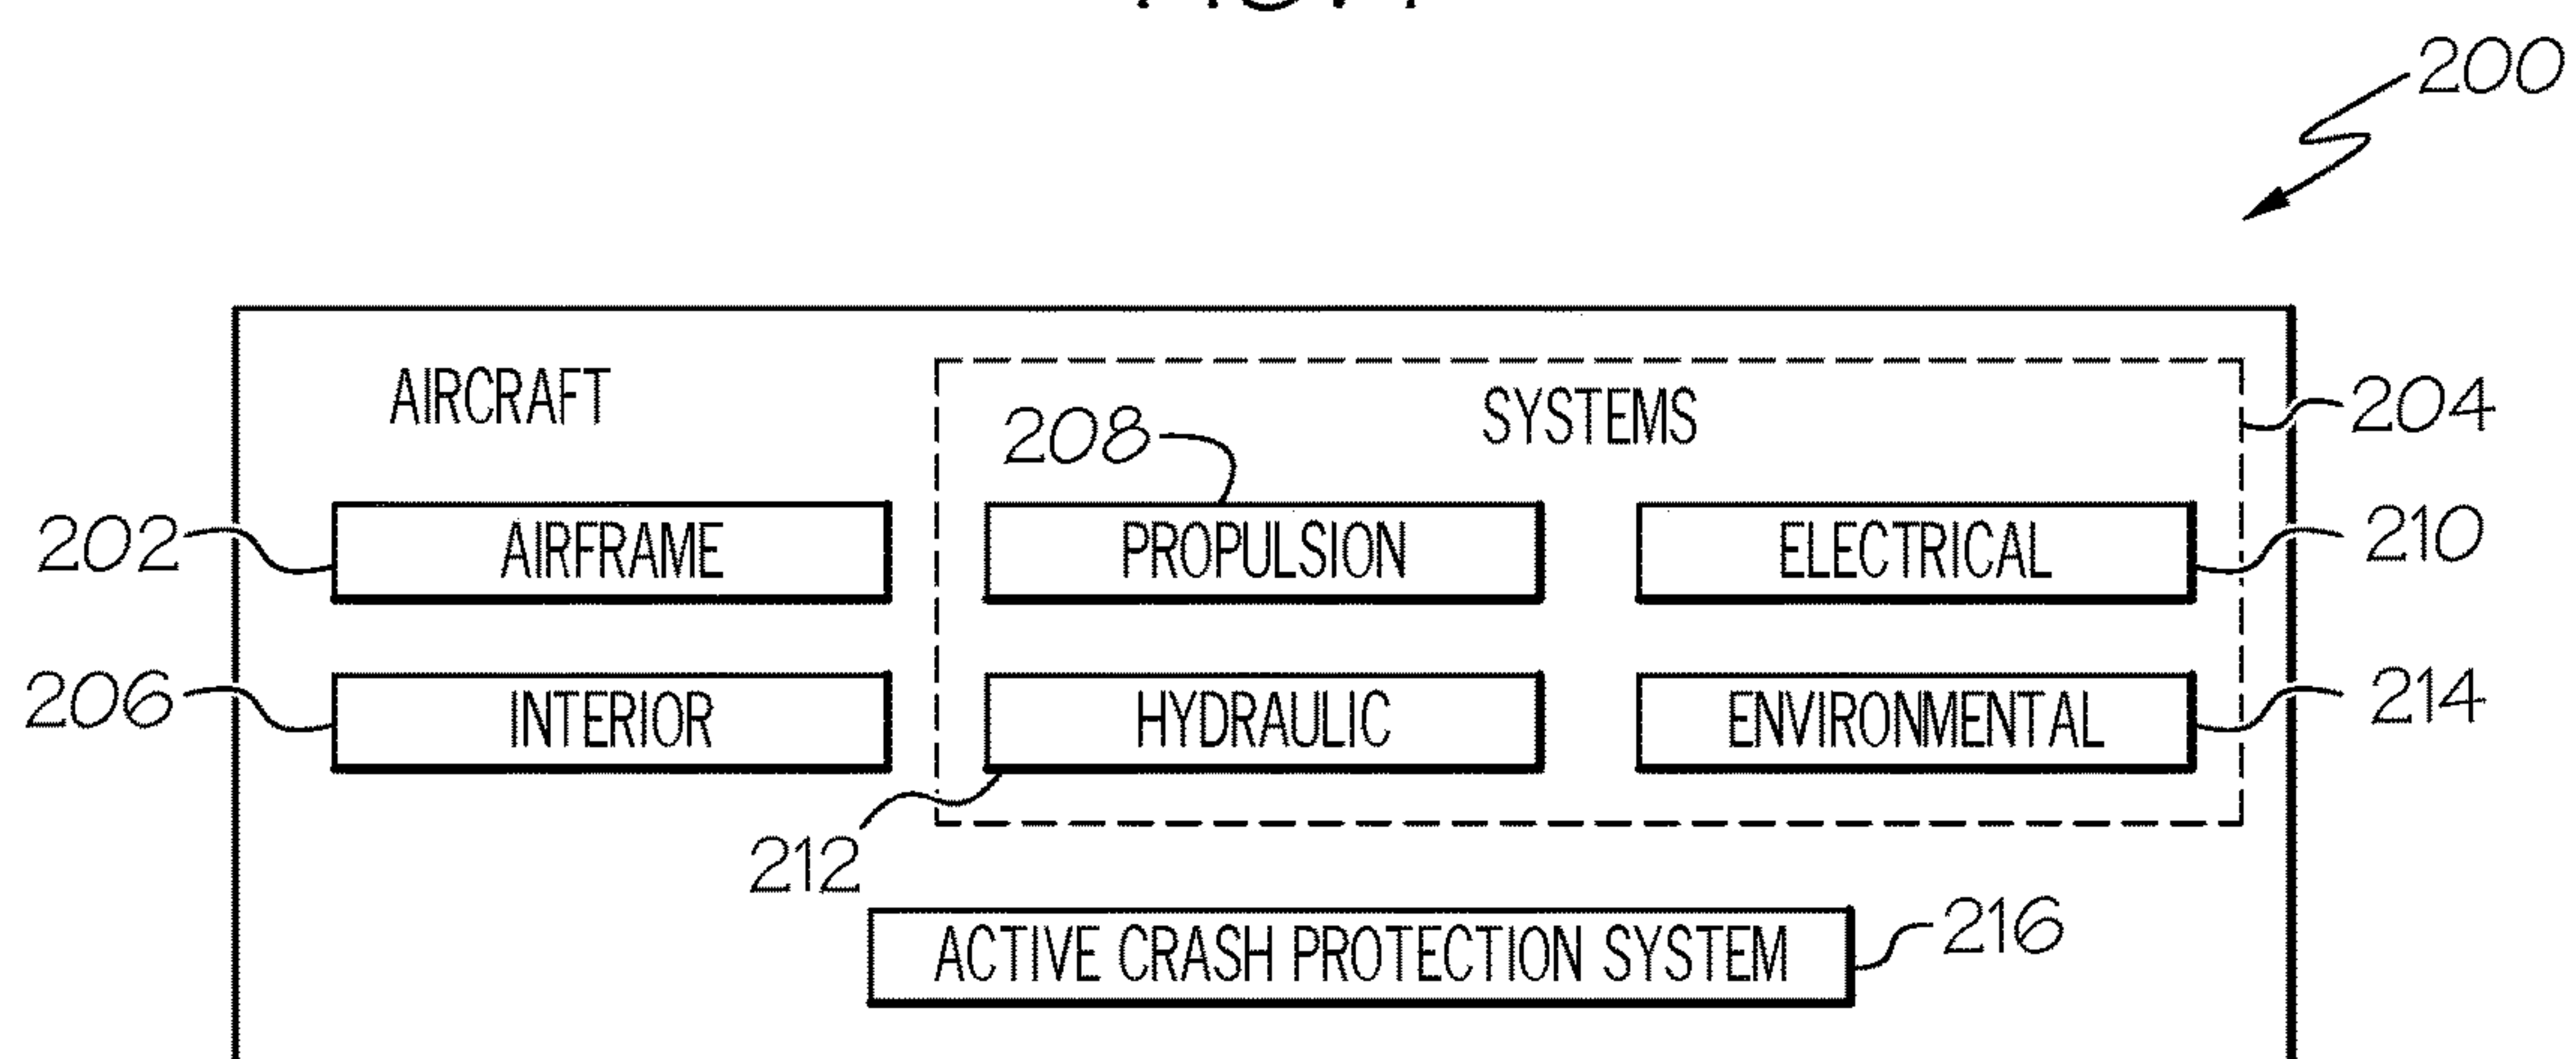 200
AIRCRAFT
SYSTEMS
204
208
202
AIRFRAME
PROPULSION
ELECTRICAL
210
206
INTERIOR
HYDRAULIC
ENVIRONMENTAL
214
212
ACTIVE CRASH PROTECTION SYSTEM
216